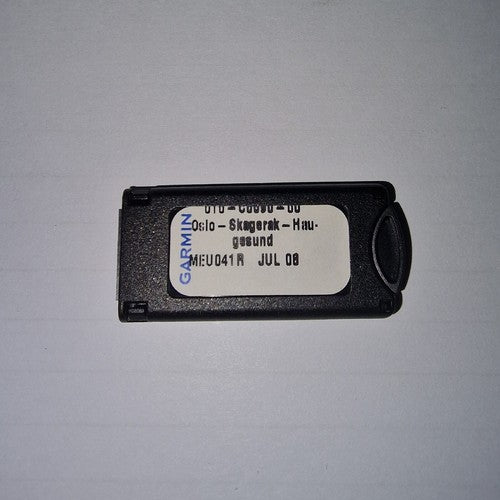 GARMIN
Oslo-Skagerak-Hau-
gesund
MEU041R JUL 08